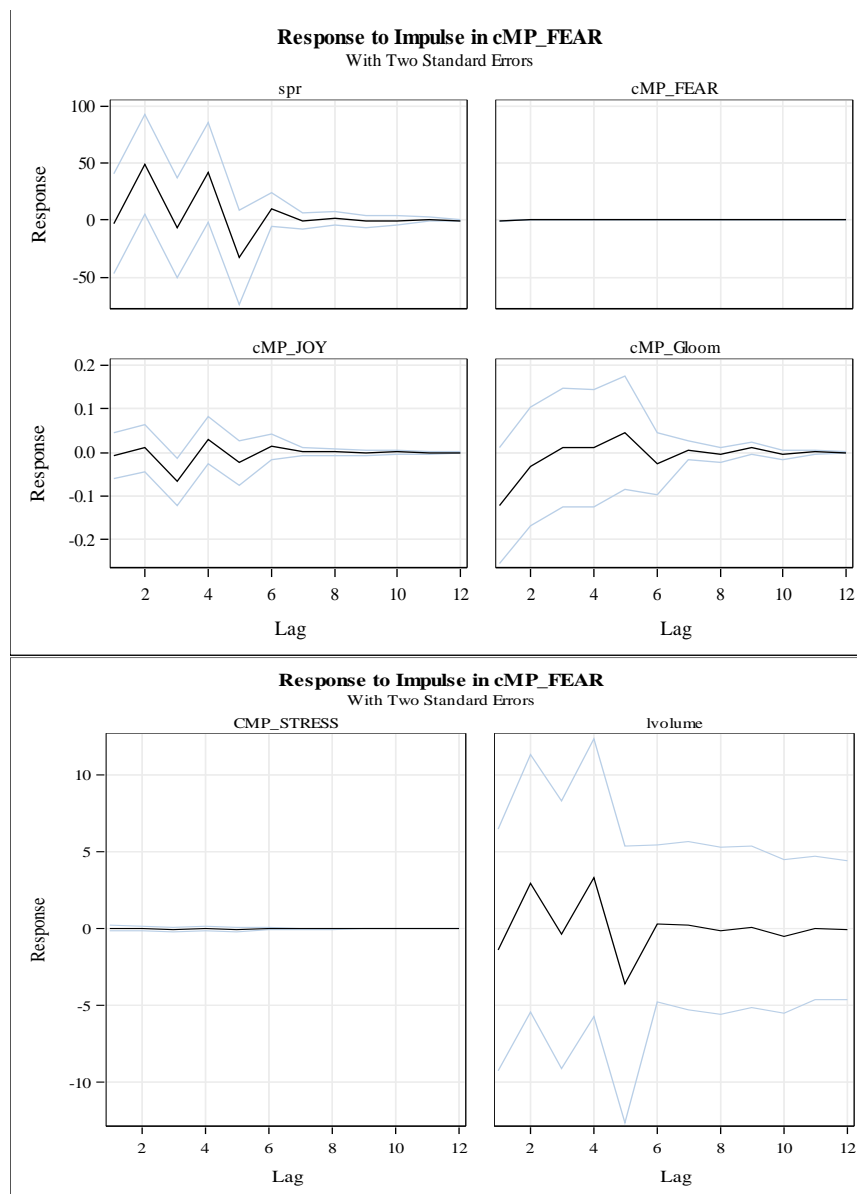 Response to Impulse in cMP_FEAR
With Two Standard Errors
spr
cMP_FEAR
100
50
0
-50
Response
cMP_JOY
cMP_Gloom
0.2
0.1
0.0
-0.1
-0.2
Response
2 4 6 8 10 12
2 4 6 8 10 12
Lag
Lag
Response to Impulse in cMP_FEAR
With Two Standard Errors
CMP_STRESS
lvolume
10
5
0
-5
-10
Response
2 4 6 8 10 12
2 4 6 8 10 12
Lag
Lag